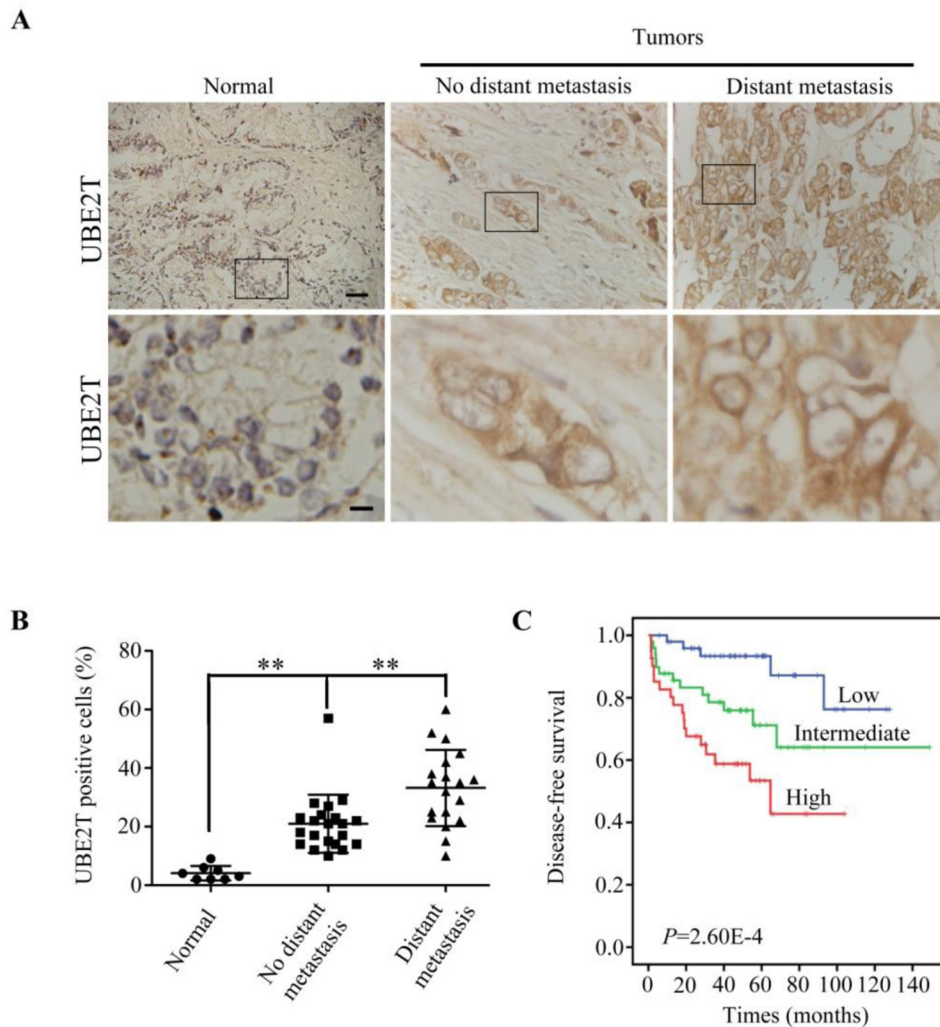 A
Tumors
Normal
No distant metastasis
Distant metastasis
UBE2T
UBE2T
B
UBE2T positive cells (%)
80
60
40
20
0
**
**
Normal
No distant
metastasis
Distant
metastasis
C
Disease-free survival
1.0
0.8
0.6
0.4
0.2
0.0
Low
Intermediate
High
P=2.60E-4
0 20 40 60 80 100 120 140
Times (months)